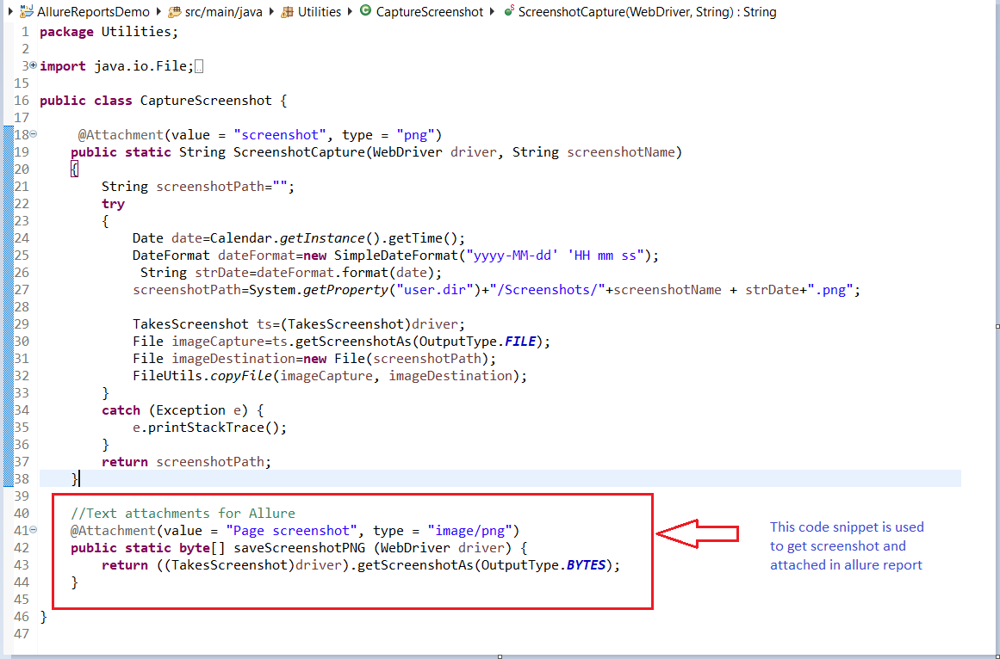 AllureReportsDemo src/main/java Utilities CaptureScreenshot ScreenshotCapture(WebDriver, String) : String
1 package Utilities;
2
3 import java.io.File;
15
16 public class CaptureScreenshot {
17
18 @Attachment(value = "screenshot", type = "png")
19 public static String ScreenshotCapture(WebDriver driver, String screenshotName)
20 {
21 String screenshotPath="";
22 try
23 {
24 Date date=Calendar.getInstance().getTime();
25 DateFormat dateFormat=new SimpleDateFormat("yyyy-MM-dd' 'HH mm ss");
26 String strDate=dateFormat.format(date);
27 screenshotPath=System.getProperty("user.dir")+"/Screenshots/"+screenshotName + strDate+".png";
28
29 TakesScreenshot ts=(TakesScreenshot)driver;
30 File imageCapture=ts.getScreenshotAs(OutputType.FILE);
31 File imageDestination=new File(screenshotPath);
32 FileUtils.copyFile(imageCapture, imageDestination);
33 }
34 catch (Exception e) {
35 e.printStackTrace();
36 }
37 return screenshotPath;
38 }
39
40 //Text attachments for Allure
41 @Attachment(value = "Page screenshot", type = "image/png")
42 public static byte[] saveScreenshotPNG (WebDriver driver) {
43 return ((TakesScreenshot)driver).getScreenshotAs(OutputType.BYTES);
44 }
45
46 }
47
This code snippet is used
to get screenshot and
attached in allure report